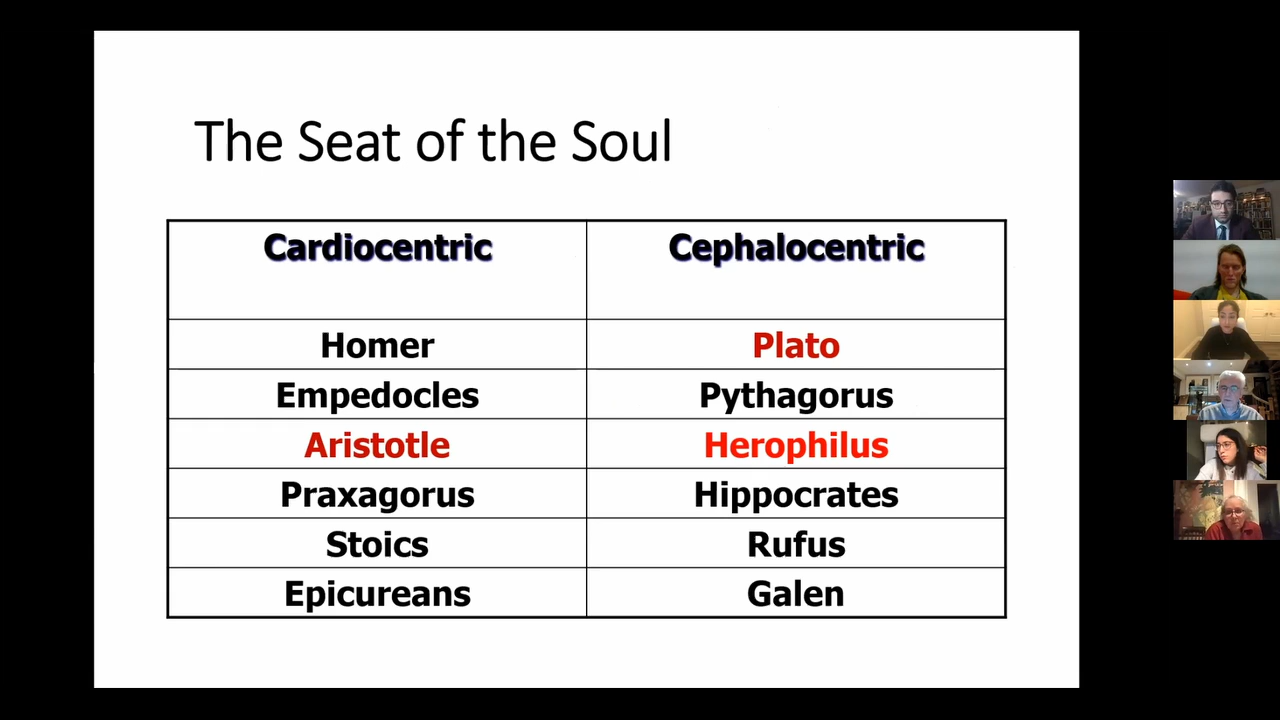 The Seat of the Soul
Cardiocentric Cephalocentric
Homer Plato
Empedocles Pythagorus
Aristotle Herophilus
Praxagorus Hippocrates
Stoics Rufus
Epicureans Galen